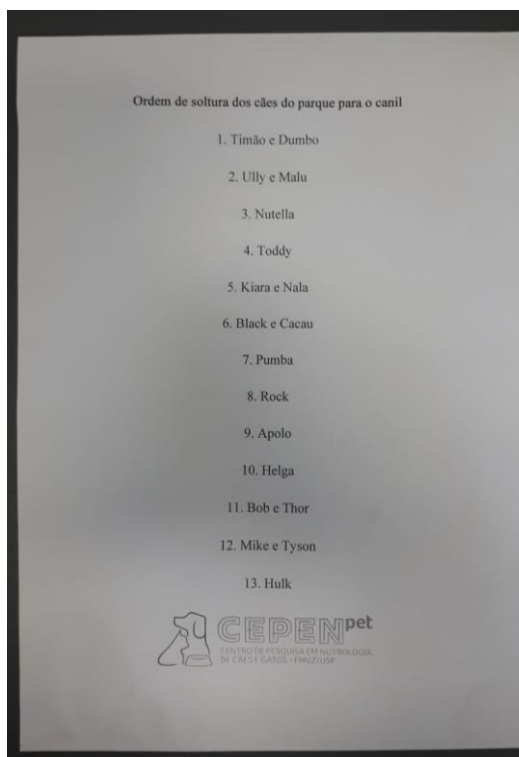 Ordem de soltura dos cães do parque para o canil
1. Timão e Dumbo
2. Ully e Malu
3. Nutella
4. Toddy
5. Kiara e Nala
6. Black e Cacau
7. Pumba
8. Rock
9. Apolo
10. Helga
11. Bob e Thor
12. Mike e Tyson
13. Hulk
CEPEN pet
CENTRO DE PESQUISA EM NUTROLOGIA
DE CÃES E GATOS - FMVZ/USP